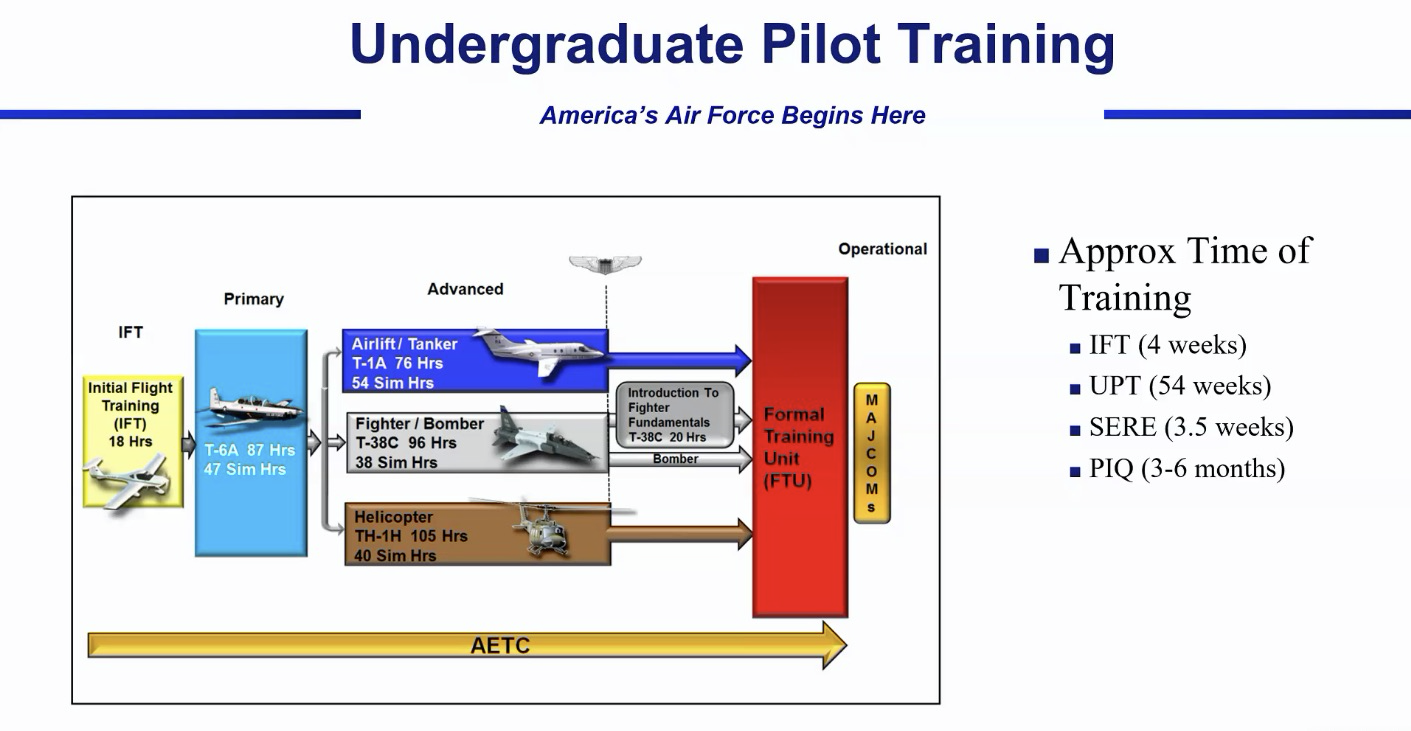 Undergraduate Pilot Training
America's Air Force Begins Here
Operational
Advanced
Primary
IFT
Initial Flight
Training
(IFT)
18 Hrs
T-6A 87 Hrs
47 Sim Hrs
Airlift / Tanker
T-1A 76 Hrs
54 Sim Hrs
Fighter / Bomber
T-38C 96 Hrs
38 Sim Hrs
Introduction To
Fighter
Fundamentals
T-38C 20 Hrs
Bomber
Helicopter
TH-1H 105 Hrs
40 Sim Hrs
Formal
Training
Unit
(FTU)
MAJCOMs
AETC
■ Approx Time of
Training
■ IFT (4 weeks)
■ UPT (54 weeks)
■ SERE (3.5 weeks)
■ PIQ (3-6 months)